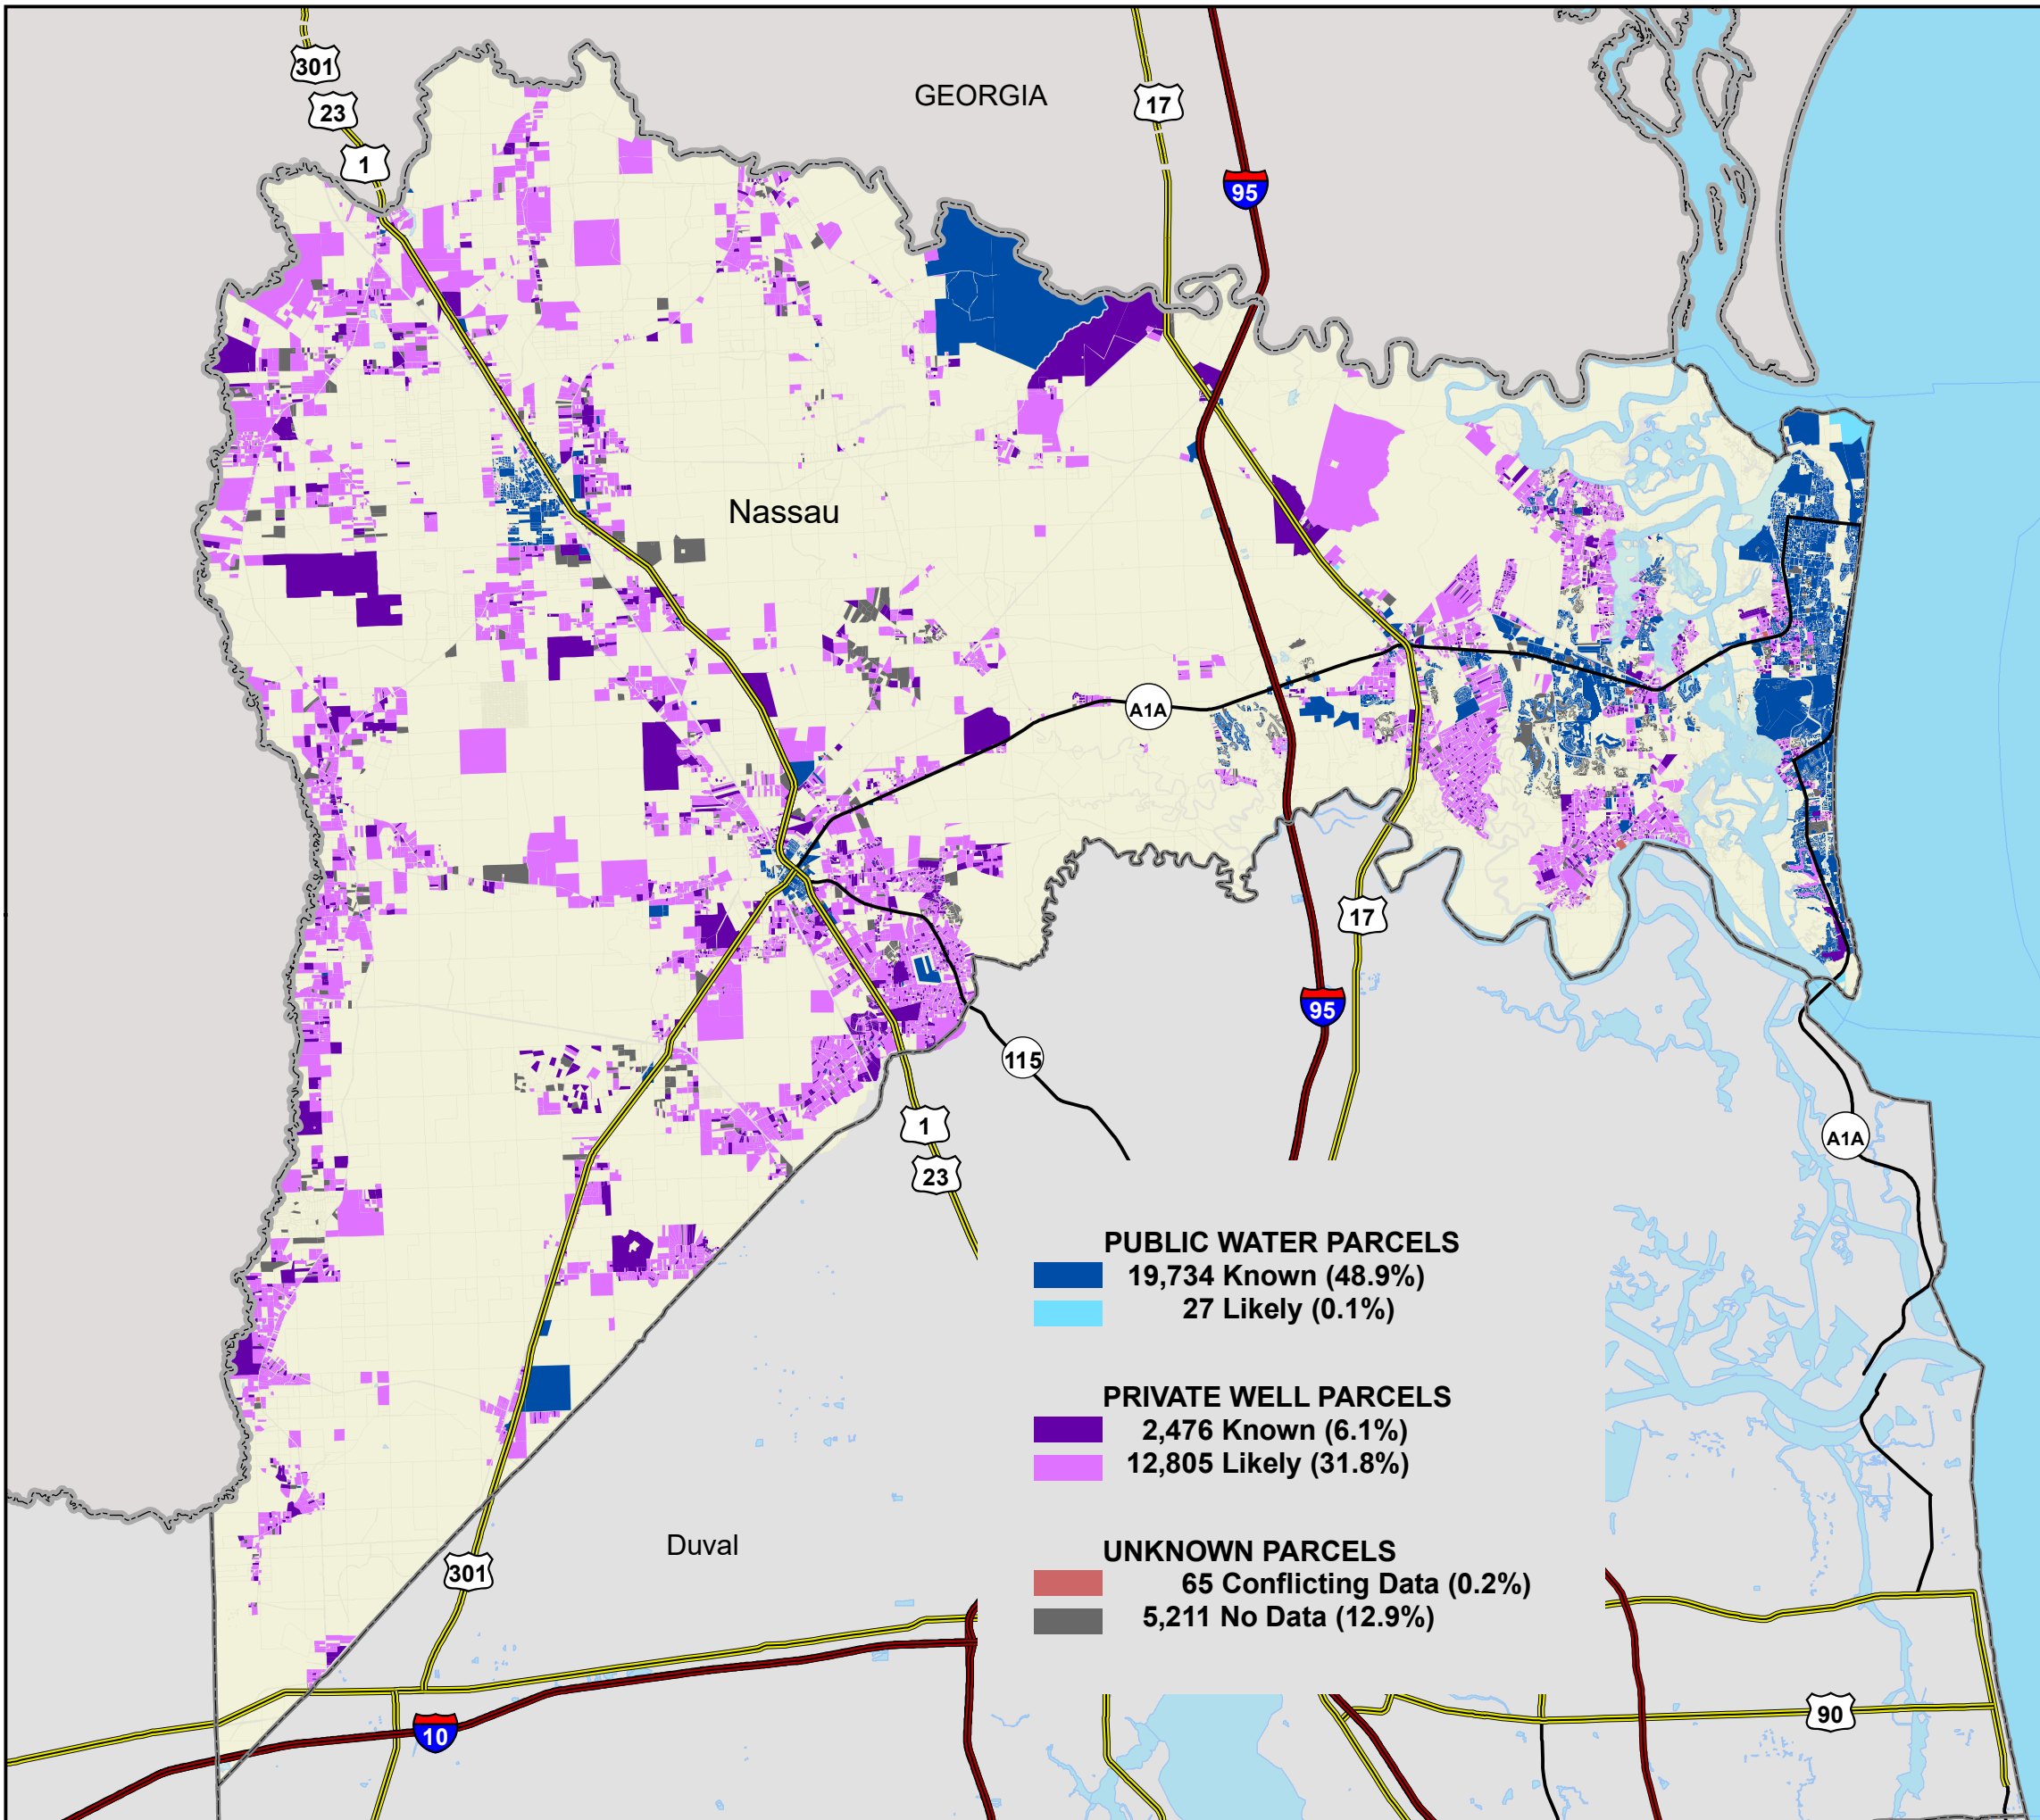 301
23
1
GEORGIA
17
95
Nassau
A1A
17
95
115
1
23
A1A
PUBLIC WATER PARCELS
19,734 Known (48.9%)
27 Likely (0.1%)
PRIVATE WELL PARCELS
2,476 Known (6.1%)
12,805 Likely (31.8%)
UNKNOWN PARCELS
65 Conflicting Data (0.2%)
5,211 No Data (12.9%)
Duval
301
10
90